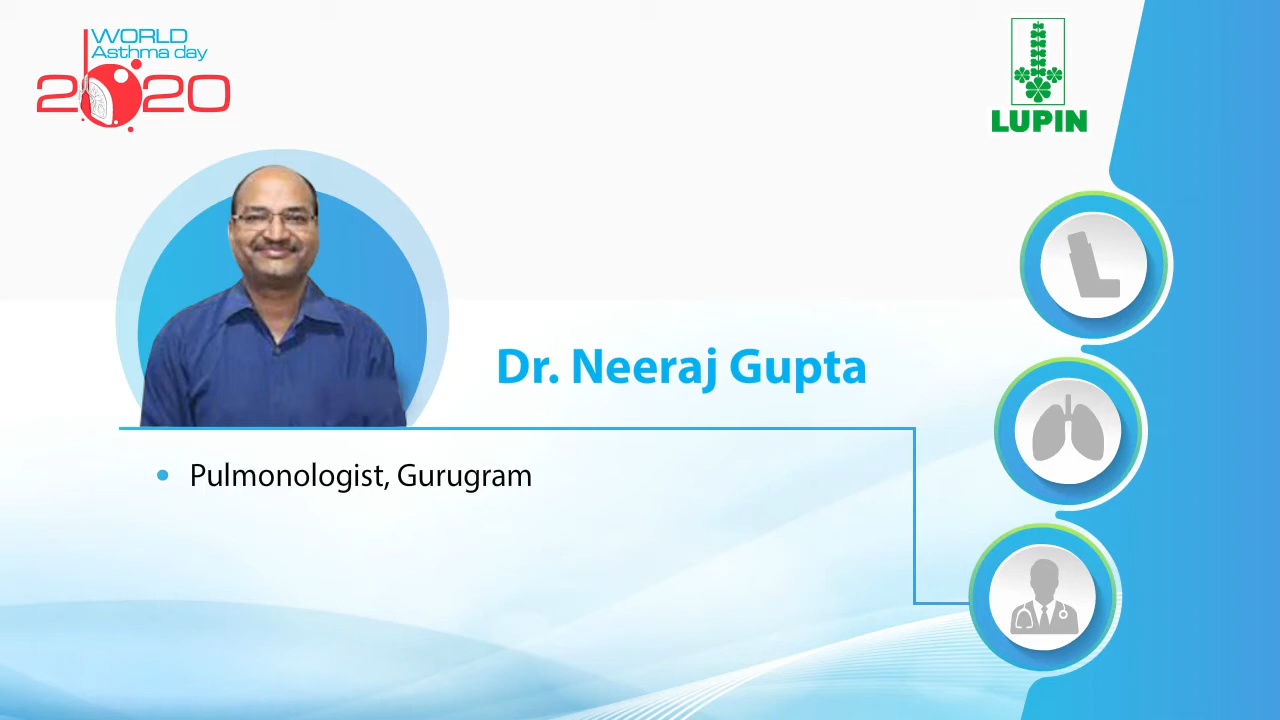 WORLD
Asthma day
2020
LUPIN
Dr. Neeraj Gupta
• Pulmonologist, Gurugram